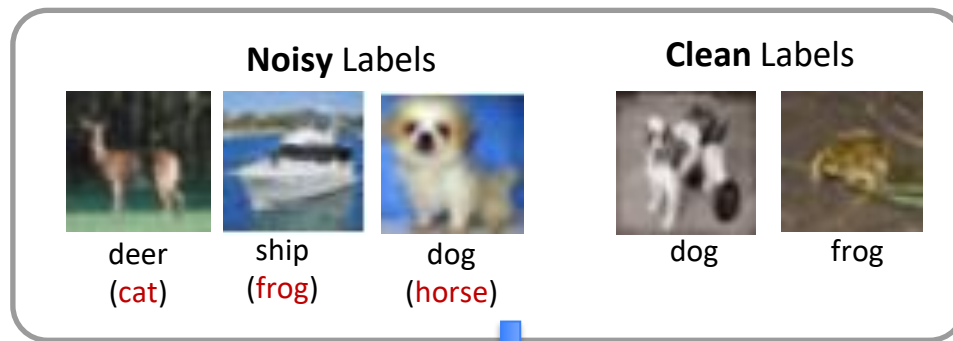 Noisy Labels
deer
(cat)
ship
(frog)
dog
(horse)
Clean Labels
dog
frog